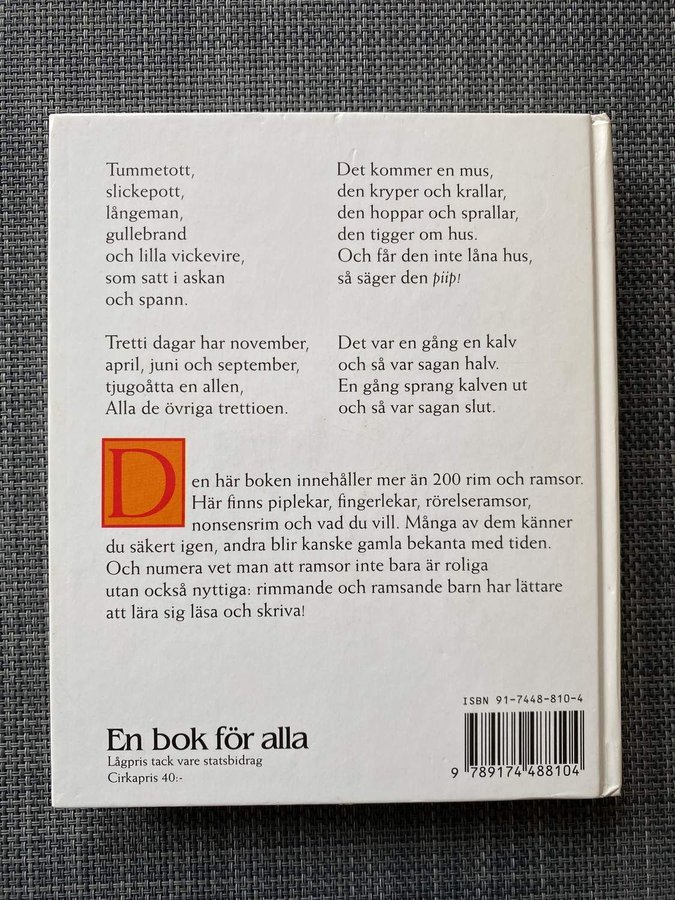 Tummetott,
slickepott,
långeman,
gullebrand
och lilla vickevire,
som satt i askan
och spann.
Det kommer en mus,
den kryper och krallar,
den hoppar och sprallar,
den tigger om hus.
Och får den inte låna hus,
så säger den piip!
Tretti dagar har november,
april, juni och september,
tjugoåtta en allen,
Alla de övriga trettioen.
Det var en gång en kalv
och så var sagan halv.
En gång sprang kalven ut
och så var sagan slut.
Den här boken innehåller mer än 200 rim och ramsor.
Här finns piplekar, fingerlekar, rörelseramsor,
nonsensrim och vad du vill. Många av dem känner
du säkert igen, andra blir kanske gamla bekanta med tiden.
Och numera vet man att ramsor inte bara är roliga
utan också nyttiga: rimmande och ramsande barn har lättare
att lära sig läsa och skriva!
ISBN 91-7448-810-4
9 789174 488104
En bok för alla
Lågpris tack vare statsbidrag
Cirkapris 40:-